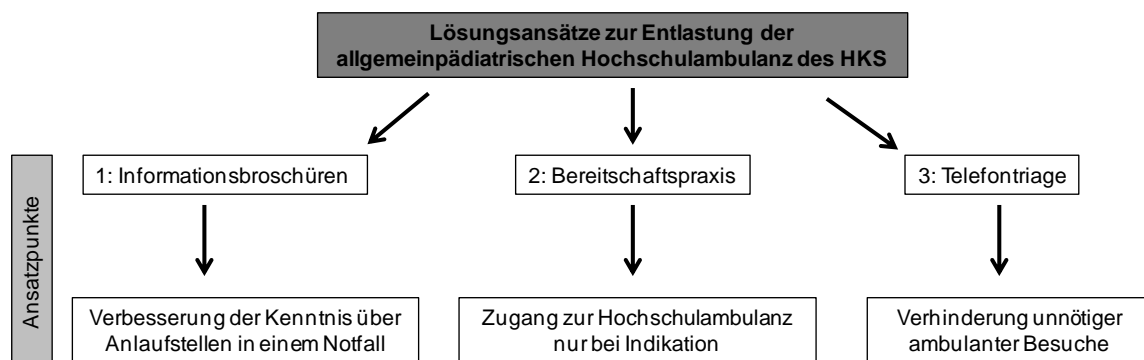 Lösungsansätze zur Entlastung der
allgemeinpädiatrischen Hochschulambulanz des HKS
Ansatzpunkte
1: Informationsbroschüren
2: Bereitschaftspraxis
3: Telefontriage
Verbesserung der Kenntnis über
Anlaufstellen in einem Notfall
Zugang zur Hochschulambulanz
nur bei Indikation
Verhinderung unnötiger
ambulanter Besuche